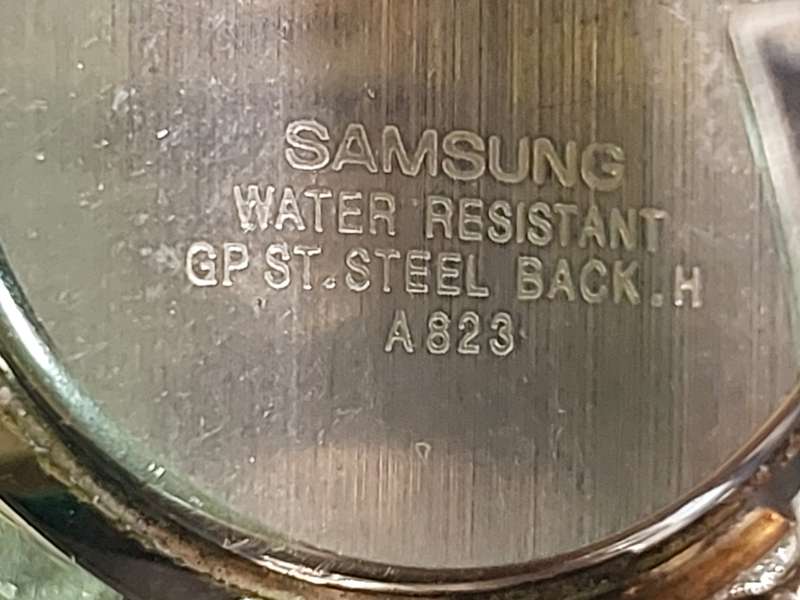 SAMSUNG
WATER RESISTANT
GP ST. STEEL BACK. H
A823